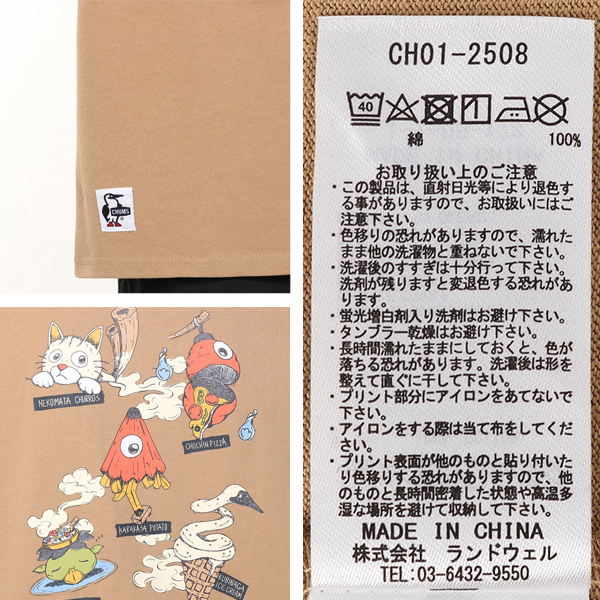 CHUMS
NEKOMATA CHURROS
CHOCHIN PIZZA
KARAKASA POTATO
ROKUROKUBINAGA
ICE CREAM
CH01-2508
40
綿 100%
お取り扱い上のご注意
・この製品は、直射日光等により退色す
る事がありますので、お取扱いにはご
注意下さい。
・色移りの恐れがありますので、濡れた
まま他の洗濯物と重ねないで下さい。
・洗濯後のすすぎは十分行って下さい。
洗剤が残りますと変退色する恐れがあ
ります。
・蛍光増白剤入り洗剤はお避け下さい。
・タンブラー乾燥はお避け下さい。
・長時間濡れたままにしておくと、色が
落ちる恐れがあります。洗濯後は形を
整えて直ぐに干して下さい。
・プリント部分にアイロンをあてないで
下さい。
・アイロンをする際は当て布をしてくだ
さい。
・プリント表面が他のものと貼り付いた
り色移りする恐れがありますので、他
のものと長時間密着した状態や高温多
湿な場所を避けて収納して下さい。
MADE IN CHINA
株式会社 ランドウェル
TEL:03-6432-9550